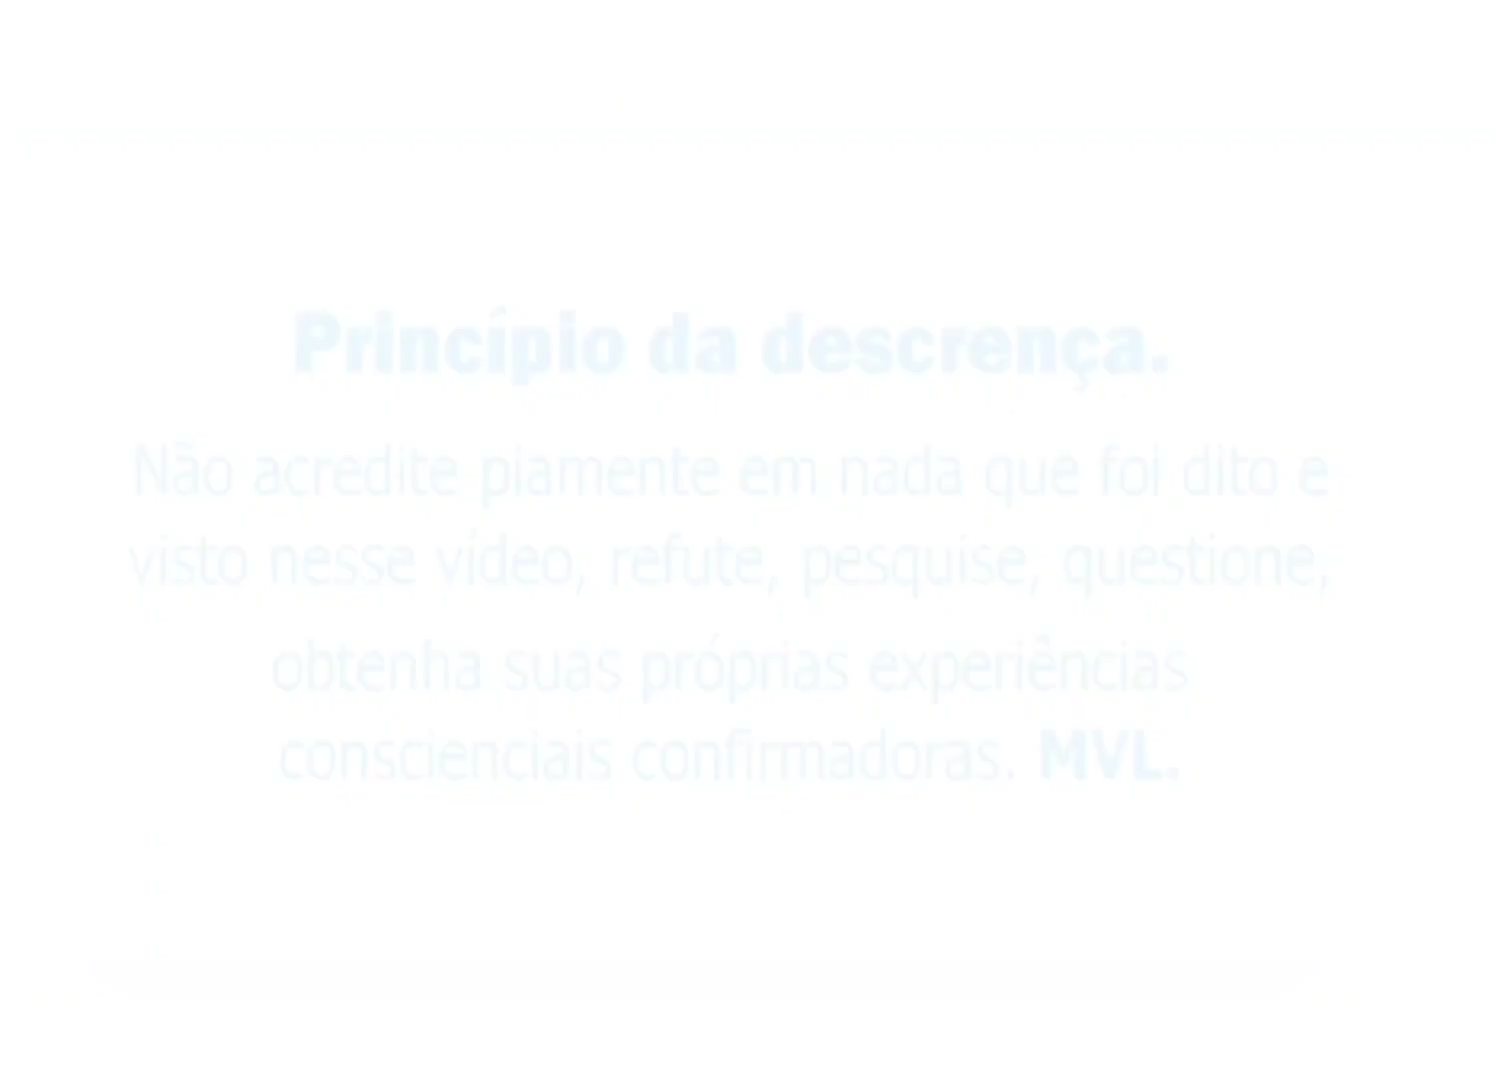 Princípio da descrença.
Não acredite piamente em nada que foi dito e
visto nesse vídeo, refute, pesquise, questione,
obtenha suas próprias experiências
conscienciais confirmadoras. MVL.